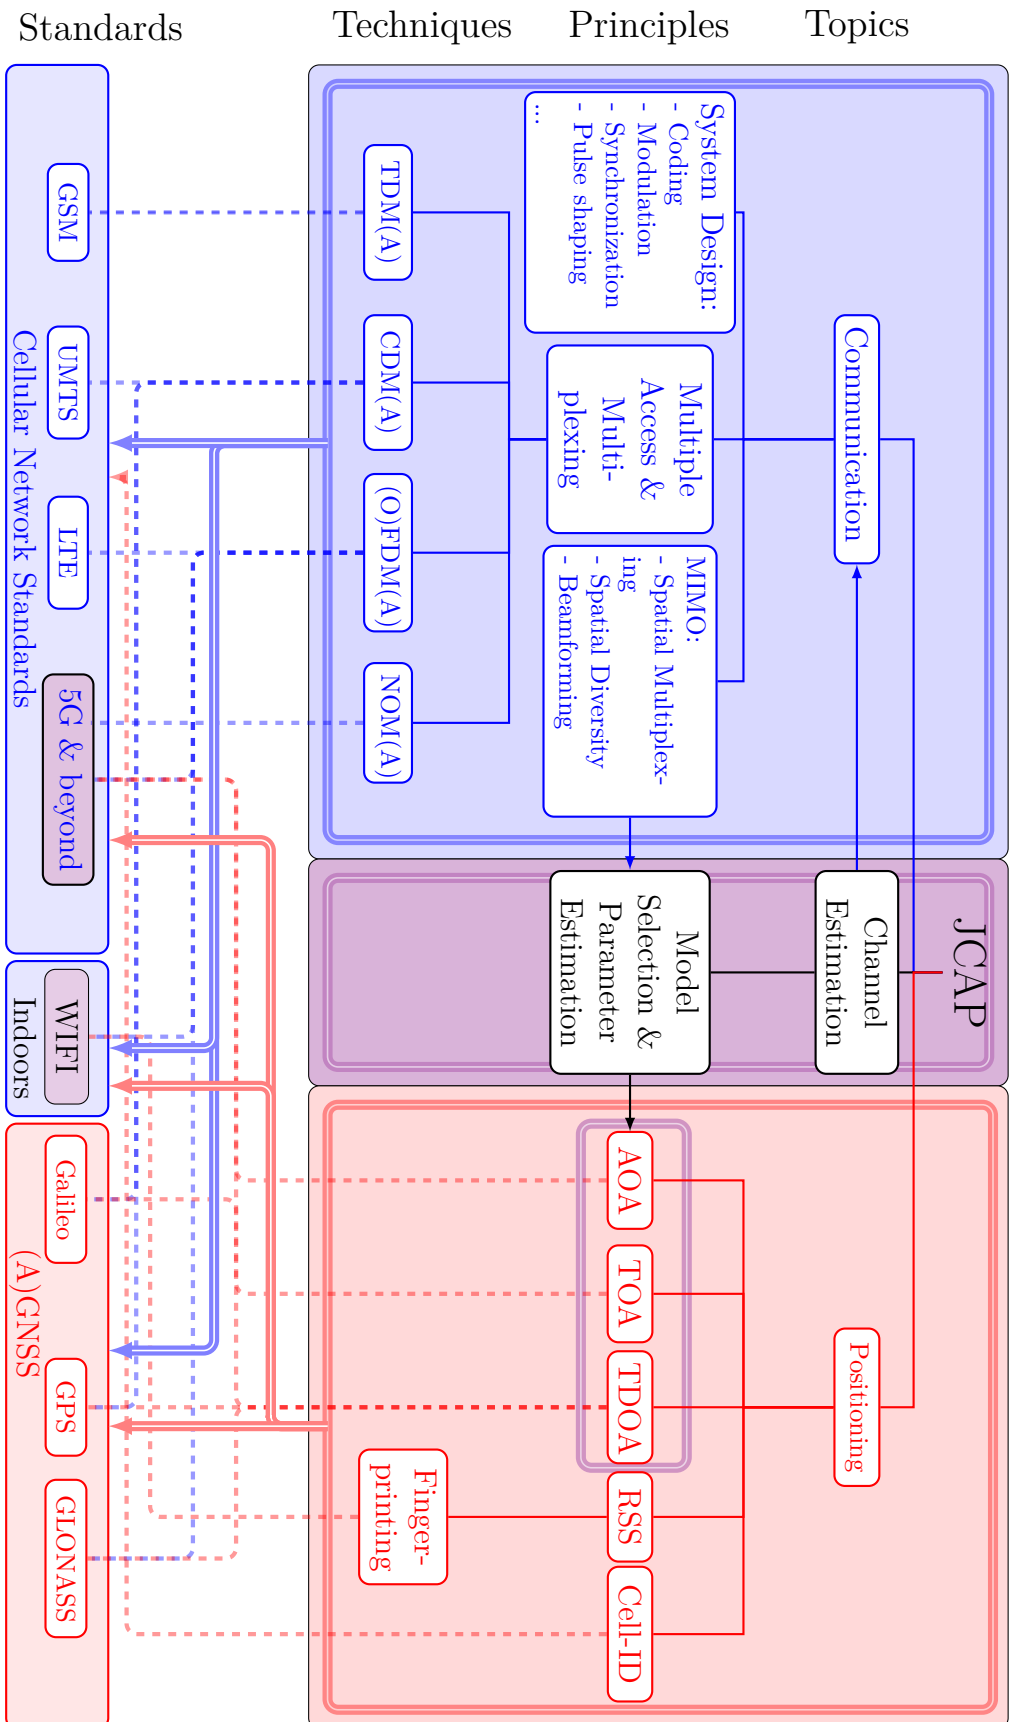 Standards
Techniques
Principles
Topics
JCAP
Communication
Channel
Estimation
Positioning
System Design:
- Coding
- Modulation
- Synchronization
- Pulse shaping
...
Multiple
Access &
Multi-
plexing
MIMO:
- Spatial Multiplex-
ing
- Spatial Diversity
- Beamforming
Model
Selection &
Parameter
Estimation
AOA
TOA
TDOA
RSS
Cell-ID
TDM(A)
CDM(A)
(O)FDM(A)
NOM(A)
Finger-
printing
GSM
UMTS
LTE
5G & beyond
Cellular Network Standards
WIFI
Indoors
Galileo
GPS
GLONASS
(A)GNSS